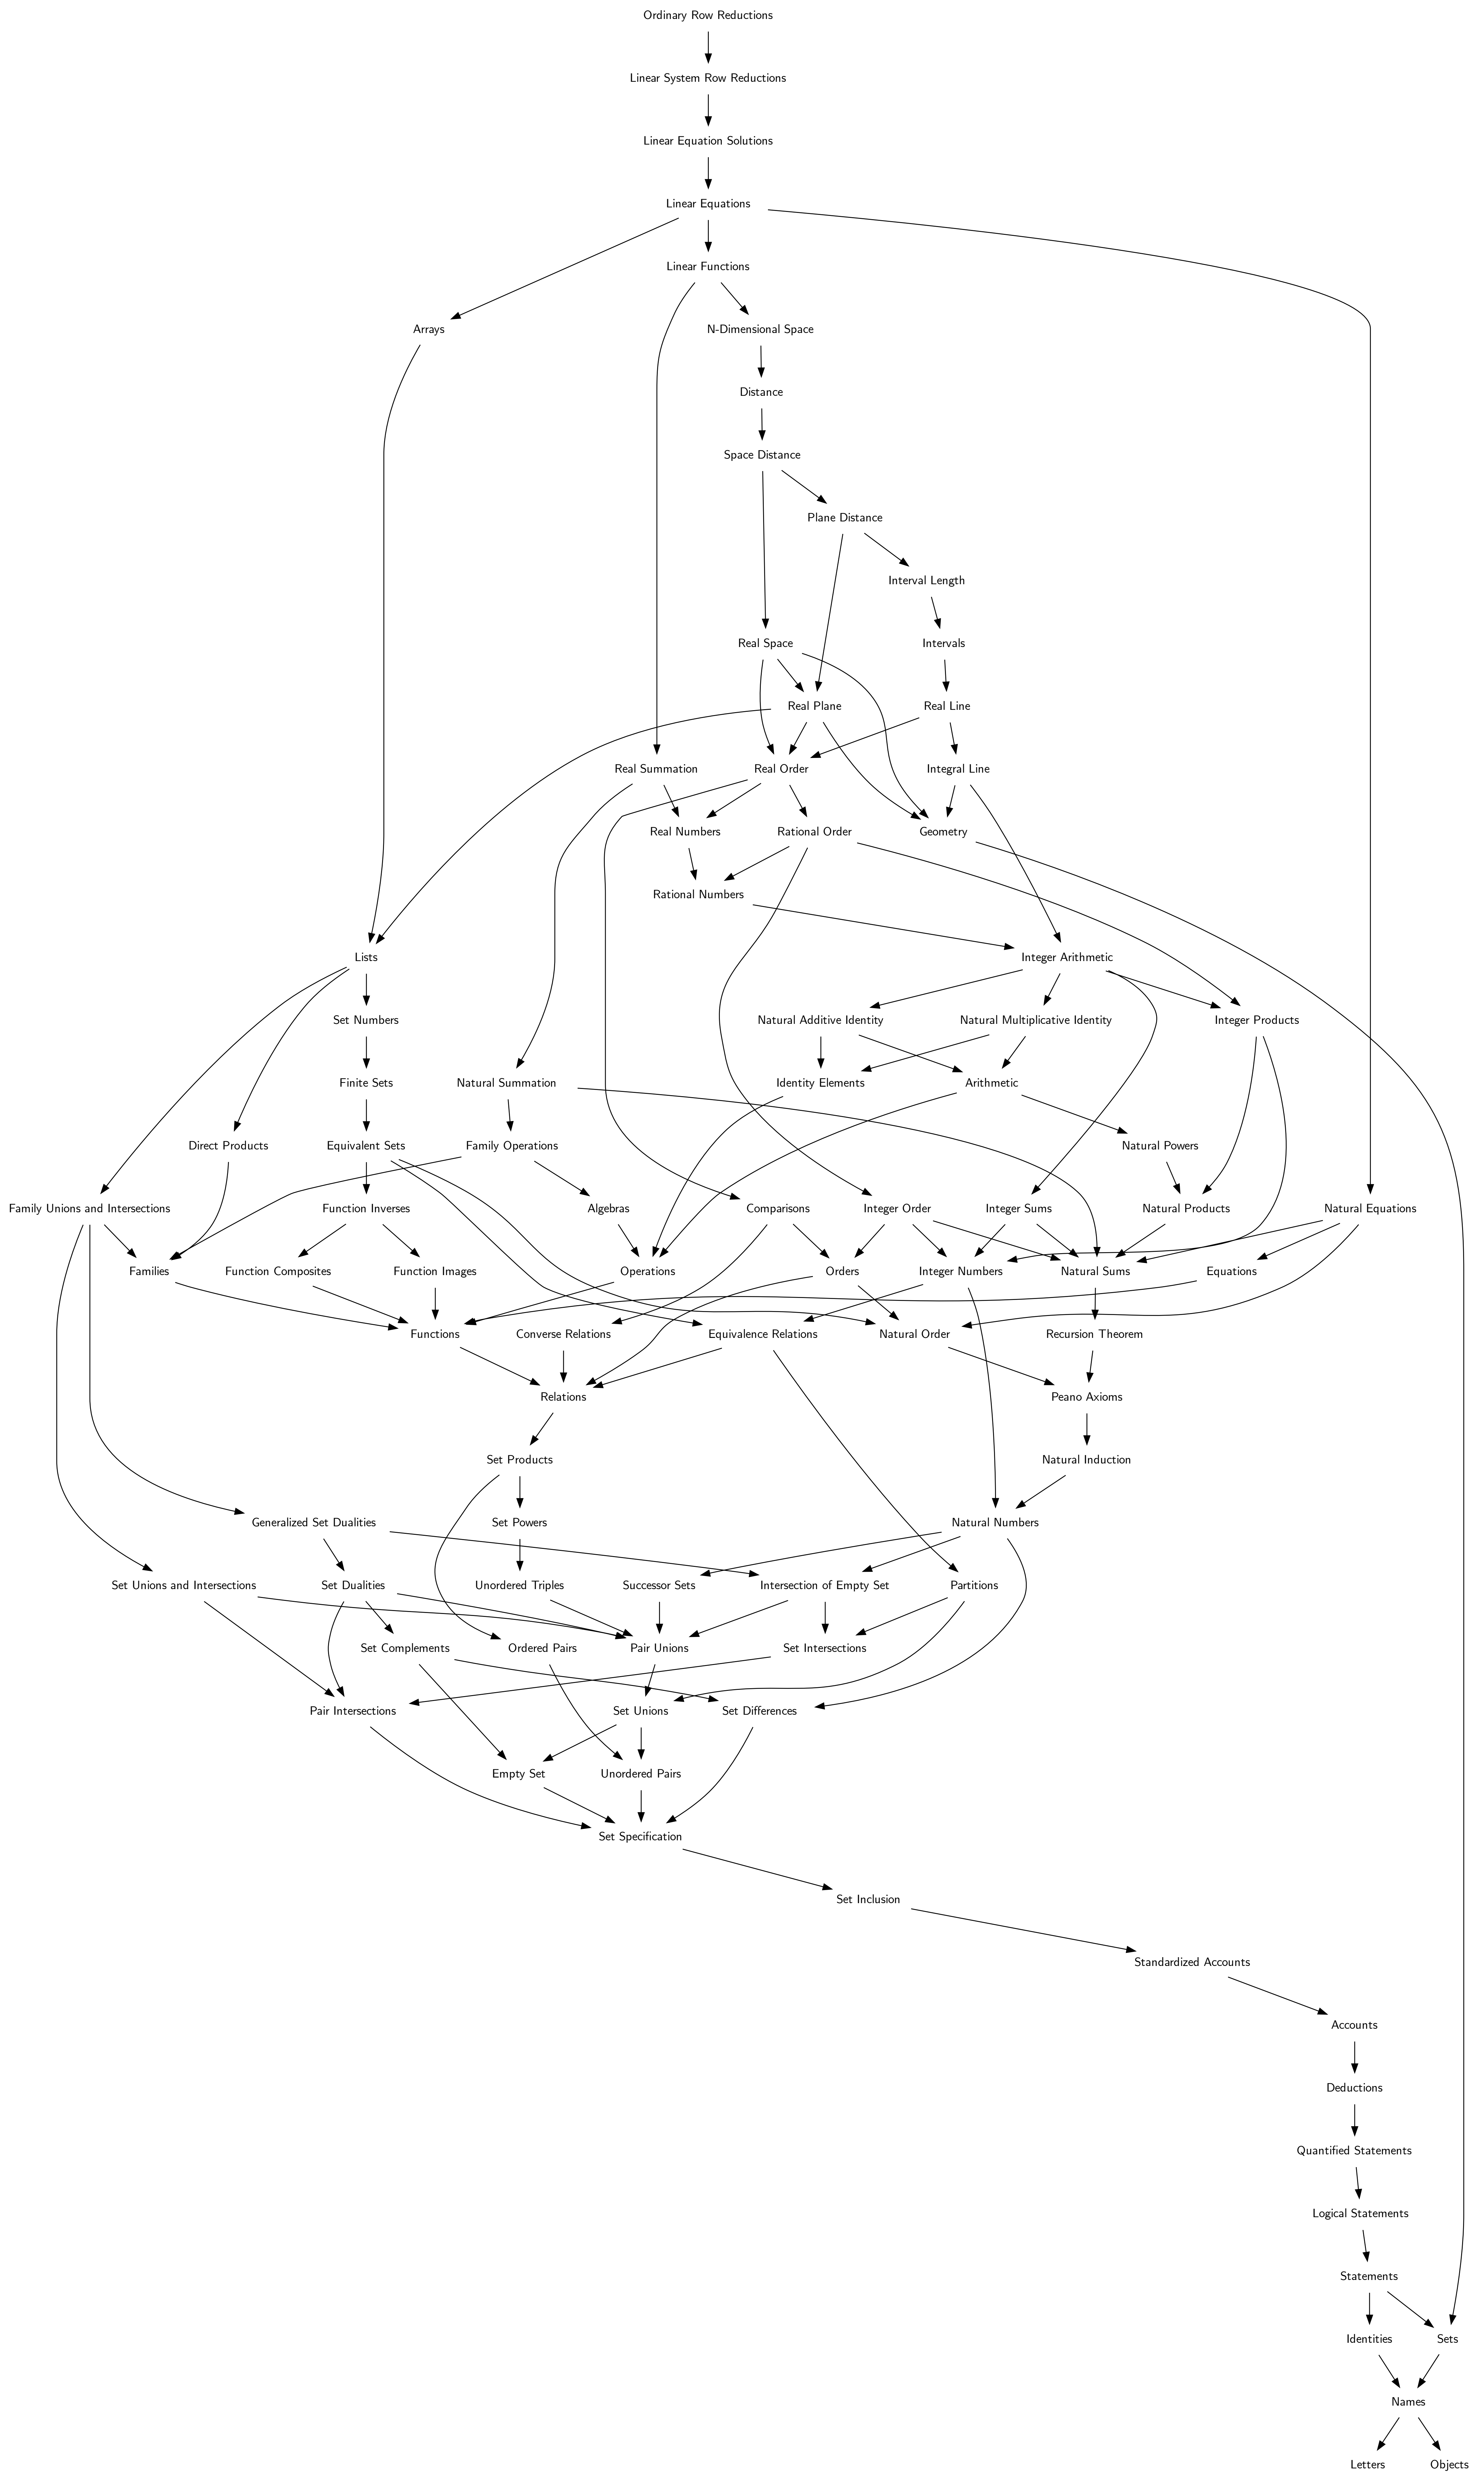 Ordinary Row Reductions
Linear System Row Reductions
Linear Equation Solutions
Linear Equations
Linear Functions
Arrays
N-Dimensional Space
Distance
Space Distance
Plane Distance
Interval Length
Real Space
Intervals
Real Plane
Real Line
Real Summation
Real Order
Integral Line
Real Numbers
Rational Order
Geometry
Rational Numbers
Lists
Integer Arithmetic
Set Numbers
Natural Additive Identity
Natural Multiplicative Identity
Integer Products
Finite Sets
Natural Summation
Identity Elements
Arithmetic
Direct Products
Equivalent Sets
Family Operations
Natural Powers
Family Unions and Intersections
Function Inverses
Algebras
Comparisons
Integer Order
Integer Sums
Natural Products
Natural Equations
Families
Function Composites
Function Images
Operations
Orders
Integer Numbers
Natural Sums
Equations
Functions
Converse Relations
Equivalence Relations
Natural Order
Recursion Theorem
Relations
Peano Axioms
Set Products
Natural Induction
Generalized Set Dualities
Set Powers
Natural Numbers
Set Unions and Intersections
Set Dualities
Unordered Triples
Successor Sets
Intersection of Empty Set
Partitions
Set Complements
Ordered Pairs
Pair Unions
Set Intersections
Pair Intersections
Set Unions
Set Differences
Empty Set
Unordered Pairs
Set Specification
Set Inclusion
Standardized Accounts
Accounts
Deductions
Quantified Statements
Logical Statements
Statements
Identities
Sets
Names
Letters
Objects